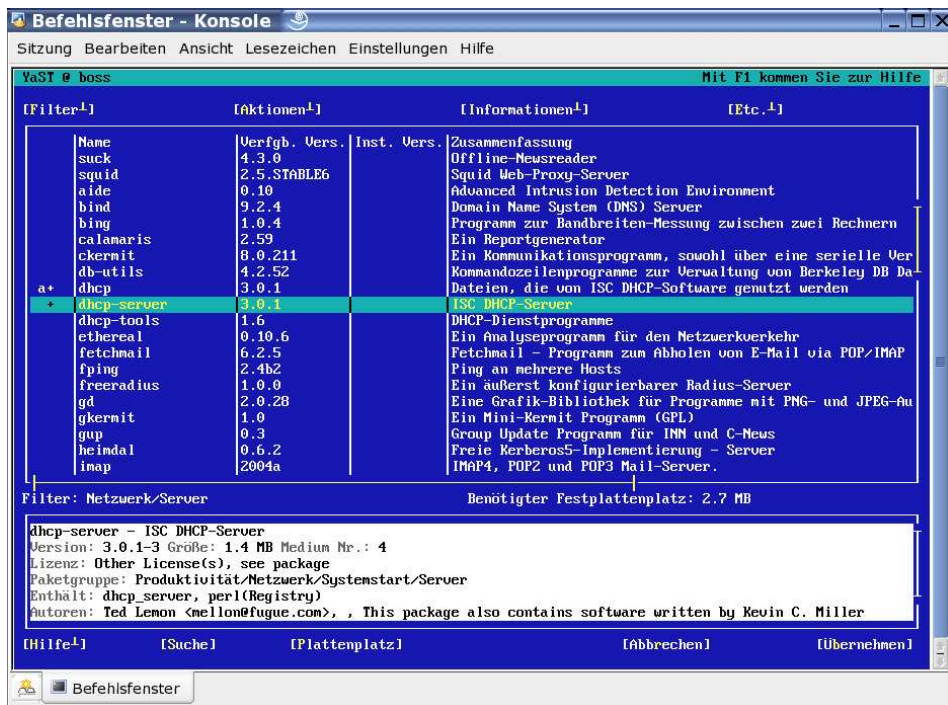 Befehlsfenster - Konsole
Sitzung Bearbeiten Ansicht Lesezeichen Einstellungen Hilfe
YaST @ boss Mit F1 kommen Sie zur Hilfe
[Filter┴] [Aktionen┴] [Informationen┴] [Etc.┴]
Name Verfgb. Vers. Inst. Vers. Zusammenfassung
suck 4.3.0 Offline-Newsreader
squid 2.5.STABLE6 Squid Web-Proxy-Server
aide 0.10 Advanced Intrusion Detection Environment
bind 9.2.4 Domain Name System (DNS) Server
bing 1.0.4 Programm zur Bandbreiten-Messung zwischen zwei Rechnern
calamaris 2.59 Ein Reportgenerator
ckermit 8.0.211 Ein Kommunikationsprogramm, sowohl über eine serielle Ver
db-utils 4.2.52 Kommandozeilenprogramme zur Verwaltung von Berkeley DB Da
a+ dhcp 3.0.1 Dateien, die von ISC DHCP-Software genutzt werden
+ dhcp-server 3.0.1 ISC DHCP-Server
dhcp-tools 1.6 DHCP-Dienstprogramme
ethereal 0.10.6 Ein Analyseprogramm für den Netzwerkverkehr
fetchmail 6.2.5 Fetchmail - Programm zum Abholen von E-Mail via POP/IMAP
fping 2.4b2 Ping an mehrere Hosts
freeradius 1.0.0 Ein äußerst konfigurierbarer Radius-Server
gd 2.0.28 Eine Grafik-Bibliothek für Programme mit PNG- und JPEG-Au
gkermit 1.0 Ein Mini-Kermit Programm (GPL)
gup 0.3 Group Update Programm für INN und C-News
heimdal 0.6.2 Freie Kerberos5-Implementierung - Server
imap 2004a IMAP4, POP2 und POP3 Mail-Server.
Filter: Netzwerk/Server Benötigter Festplattenplatz: 2.7 MB
dhcp-server - ISC DHCP-Server
Version: 3.0.1-3 Größe: 1.4 MB Medium Nr.: 4
Lizenz: Other License(s), see package
Paketgruppe: Produktivität/Netzwerk/Systemstart/Server
Enthält: dhcp_server, perl(Registry)
Autoren: Ted Lemon <mellon@fugue.com>, , This package also contains software written by Kevin C. Miller
[Hilfe┴] [Suche] [Plattenplatz] [Abbrechen] [Übernehmen]
Befehlsfenster